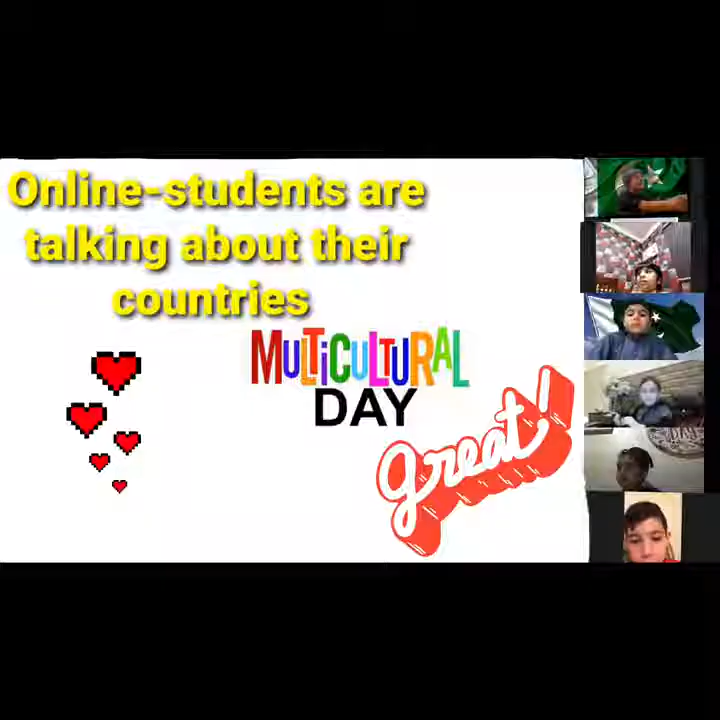 Online-students are
talking about their
countries
MULTiCULTURAL
DAY
great!